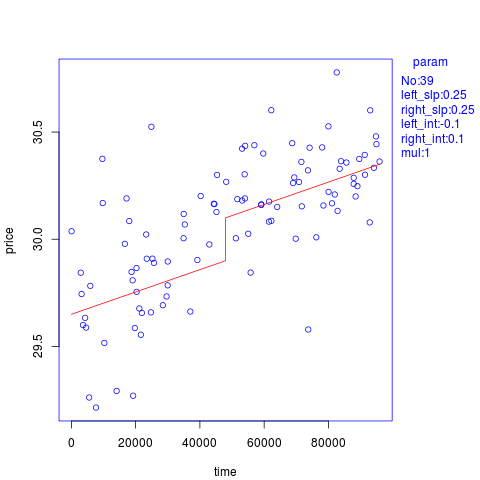 param
No:39
left_slp:0.25
right_slp:0.25
left_int:-0.1
right_int:0.1
mul:1
30.5
30.0
29.5
price
0 20000 40000 60000 80000
time